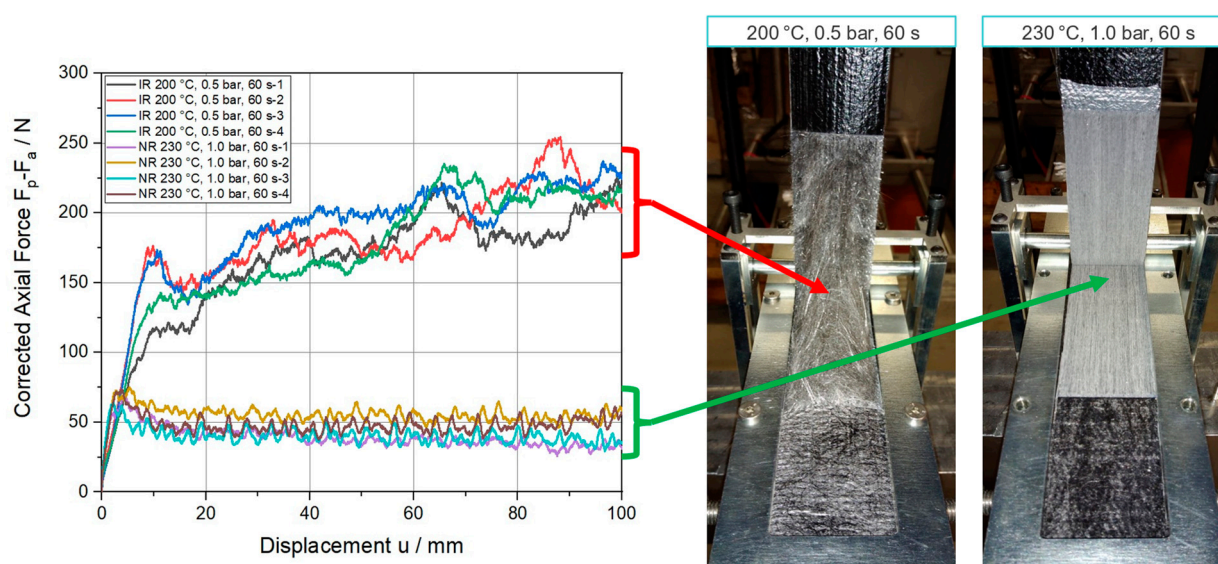 200 °C, 0.5 bar, 60 s
230 °C, 1.0 bar, 60 s
300
250
200
150
100
50
0
Corrected Axial Force Fp-Fa / N
IR 200 °C, 0.5 bar, 60 s-1
IR 200 °C, 0.5 bar, 60 s-2
IR 200 °C, 0.5 bar, 60 s-3
IR 200 °C, 0.5 bar, 60 s-4
NR 230 °C, 1.0 bar, 60 s-1
NR 230 °C, 1.0 bar, 60 s-2
NR 230 °C, 1.0 bar, 60 s-3
NR 230 °C, 1.0 bar, 60 s-4
0 20 40 60 80 100
Displacement u / mm